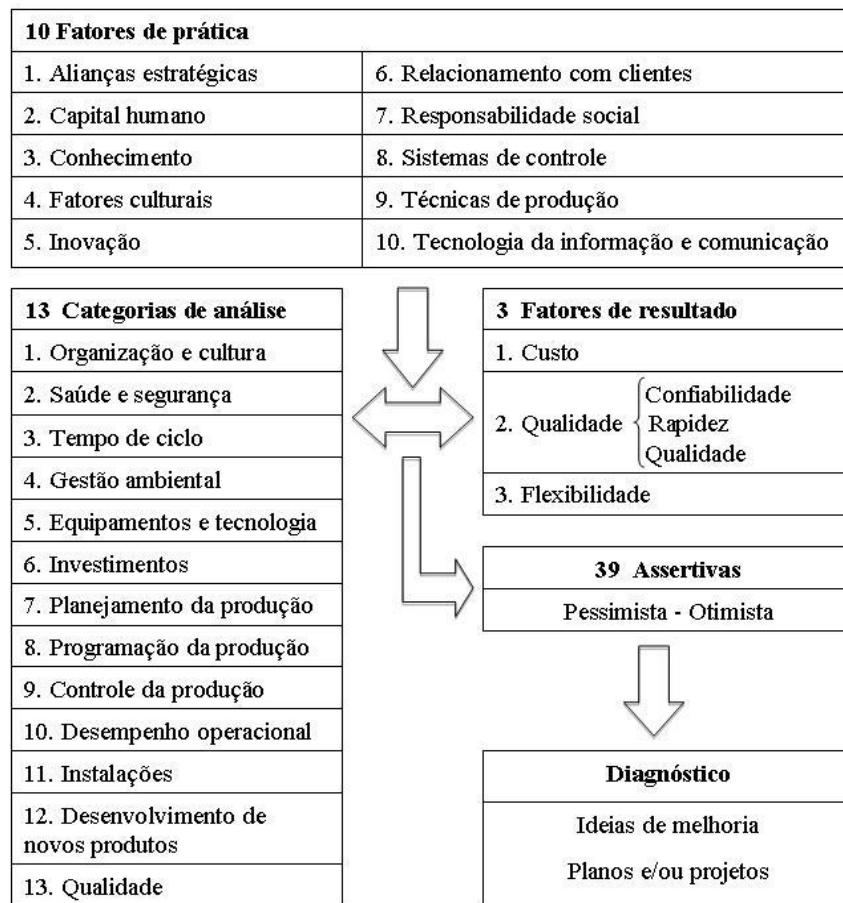 10 Fatores de prática
1. Alianças estratégicas
2. Capital humano
3. Conhecimento
4. Fatores culturais
5. Inovação
6. Relacionamento com clientes
7. Responsabilidade social
8. Sistemas de controle
9. Técnicas de produção
10. Tecnologia da informação e comunicação
13 Categorias de análise
1. Organização e cultura
2. Saúde e segurança
3. Tempo de ciclo
4. Gestão ambiental
5. Equipamentos e tecnologia
6. Investimentos
7. Planejamento da produção
8. Programação da produção
9. Controle da produção
10. Desempenho operacional
11. Instalações
12. Desenvolvimento de
novos produtos
13. Qualidade
3 Fatores de resultado
1. Custo
2. Qualidade
Confiabilidade
Rapidez
Qualidade
3. Flexibilidade
39 Assertivas
Pessimista - Otimista
Diagnóstico
Ideias de melhoria
Planos e/ou projetos